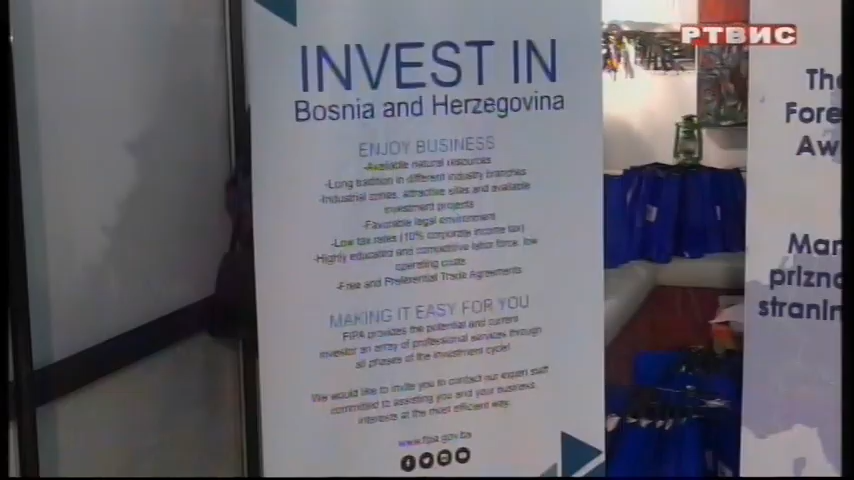 РТВИС
INVEST IN
Bosnia and Herzegovina
ENJOY BUSINESS
-Available natural resources
-Long tradition in different industry branches
-Industrial zones, attractive sites and available
investment projects
-Favorable legal environment
-Low tax rates (10% corporate income tax)
-Highly educated and competitive labor force, low
operating costs
-Free and Preferential Trade Agreements
MAKING IT EASY FOR YOU
FIPA provides the potential and current
investor an array of professional services through
all phases of the investment cycle!
We would like to invite you to contact our expert staff
committed to assisting you and your business
interests at the most efficient way.
www.fipa.gov.ba
The
Fore
Aw
Man
prizna
stranin